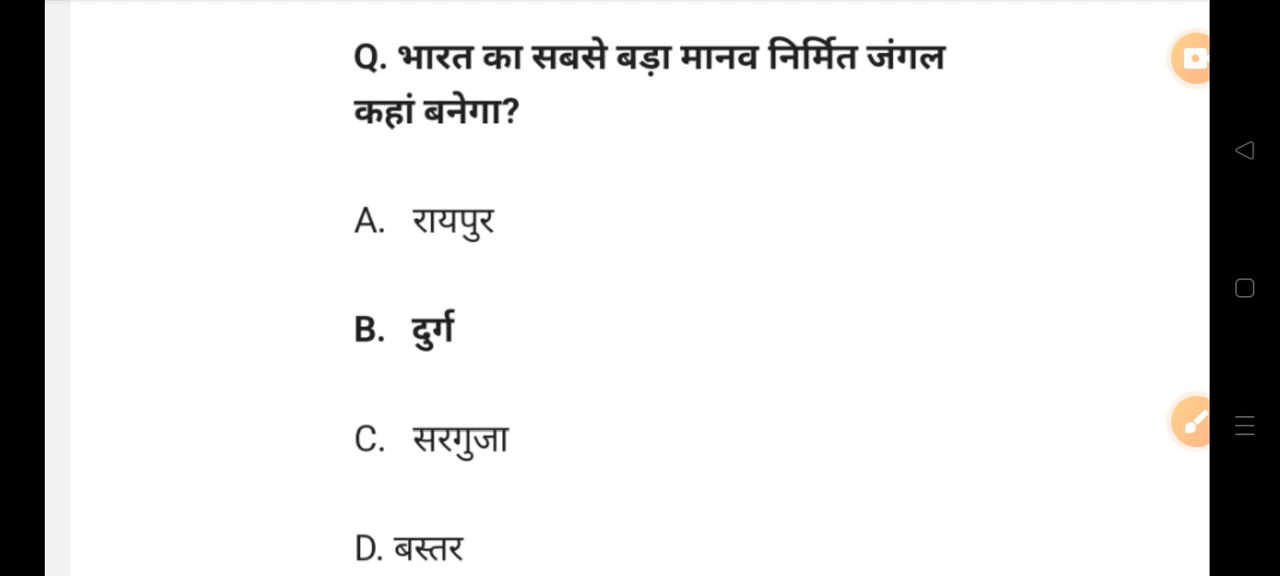 Q. भारत का सबसे बड़ा मानव निर्मित जंगल
कहां बनेगा?
A. रायपुर
B. दुर्ग
C. सरगुजा
D. बस्तर